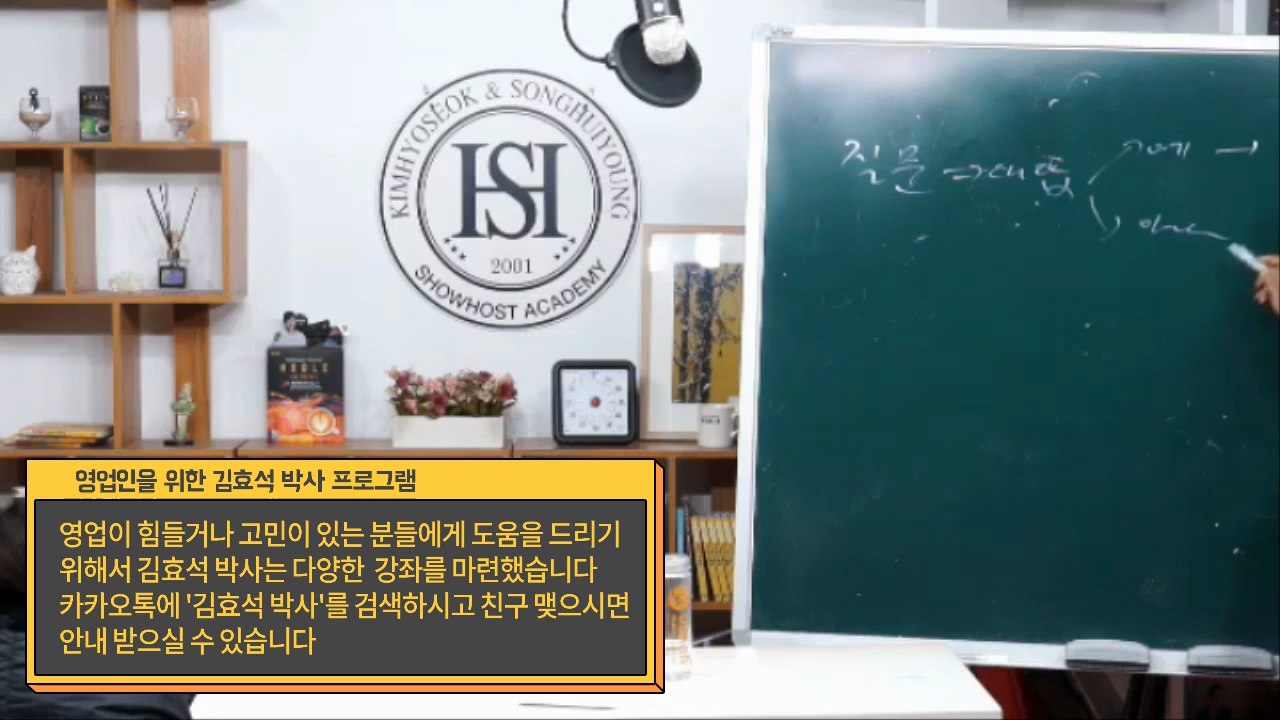 KIMHYOSEOK & SONGHUIYOUNG
HSH
2001
SHOWHOST ACADEMY
질문 → 대답
영업인을 위한 김효석 박사 프로그램
영업이 힘들거나 고민이 있는 분들에게 도움을 드리기
위해서 김효석 박사는 다양한 강좌를 마련했습니다
카카오톡에 '김효석 박사'를 검색하시고 친구 맺으시면
안내 받으실 수 있습니다